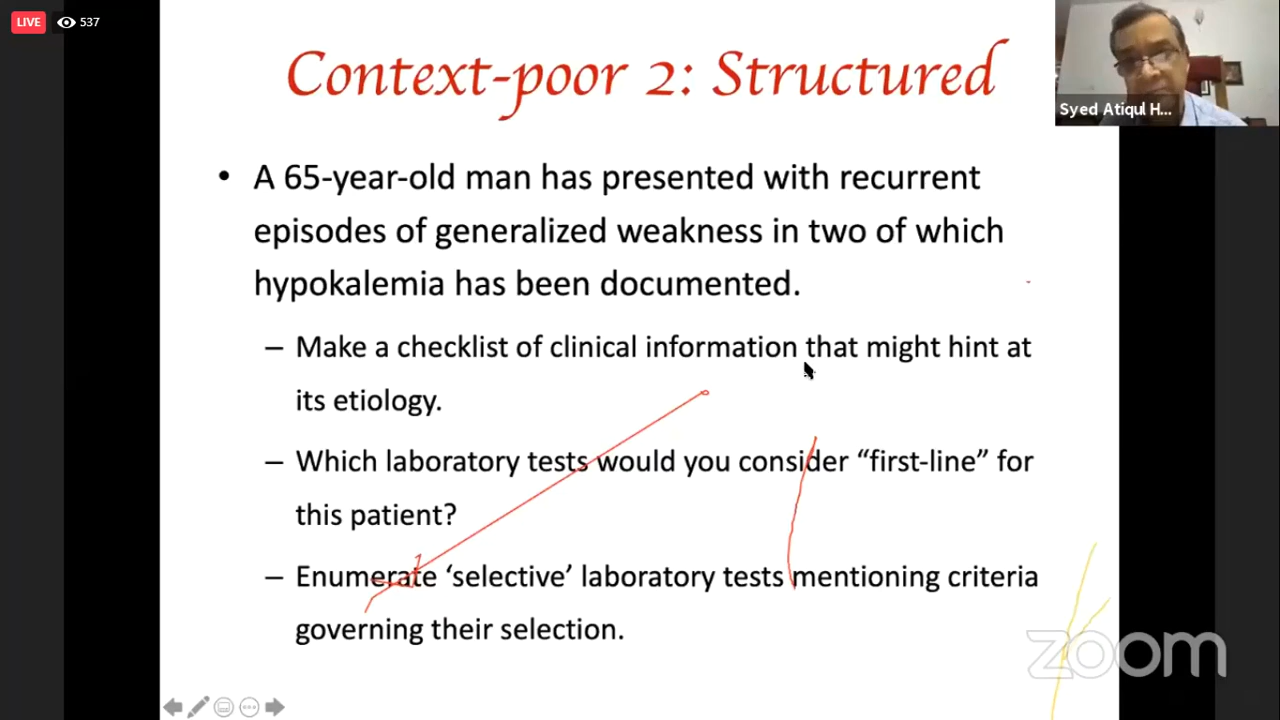 LIVE 537
Context-poor 2: Structured
Syed Atiqul H...
• A 65-year-old man has presented with recurrent
episodes of generalized weakness in two of which
hypokalemia has been documented.
– Make a checklist of clinical information that might hint at
its etiology.
– Which laboratory tests would you consider “first-line” for
this patient?
– Enumerate ‘selective’ laboratory tests mentioning criteria
governing their selection.
zoom